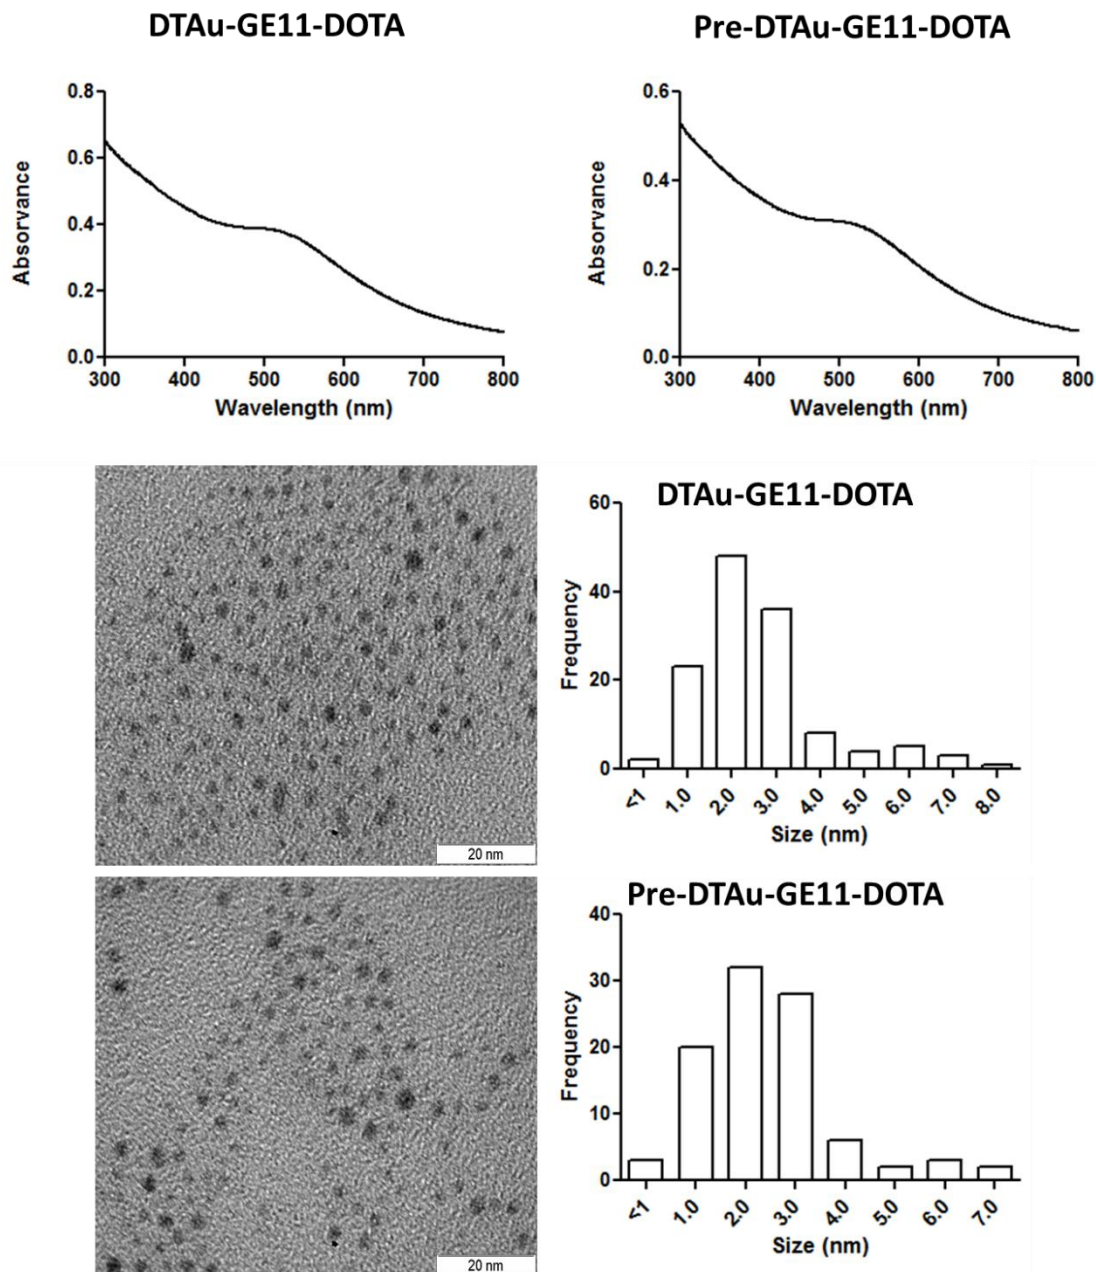 DTAu-GE11-DOTA
Pre-DTAu-GE11-DOTA
0.8
0.6
0.4
0.2
0.0
Absorvance
300 400 500 600 700 800
Wavelength (nm)
0.6
0.4
0.2
0.0
Absorvance
300 400 500 600 700 800
Wavelength (nm)
20 nm
DTAu-GE11-DOTA
60
40
20
0
Frequency
<1 1.0 2.0 3.0 4.0 5.0 6.0 7.0 8.0
Size (nm)
20 nm
Pre-DTAu-GE11-DOTA
40
30
20
10
0
Frequency
<1 1.0 2.0 3.0 4.0 5.0 6.0 7.0
Size (nm)